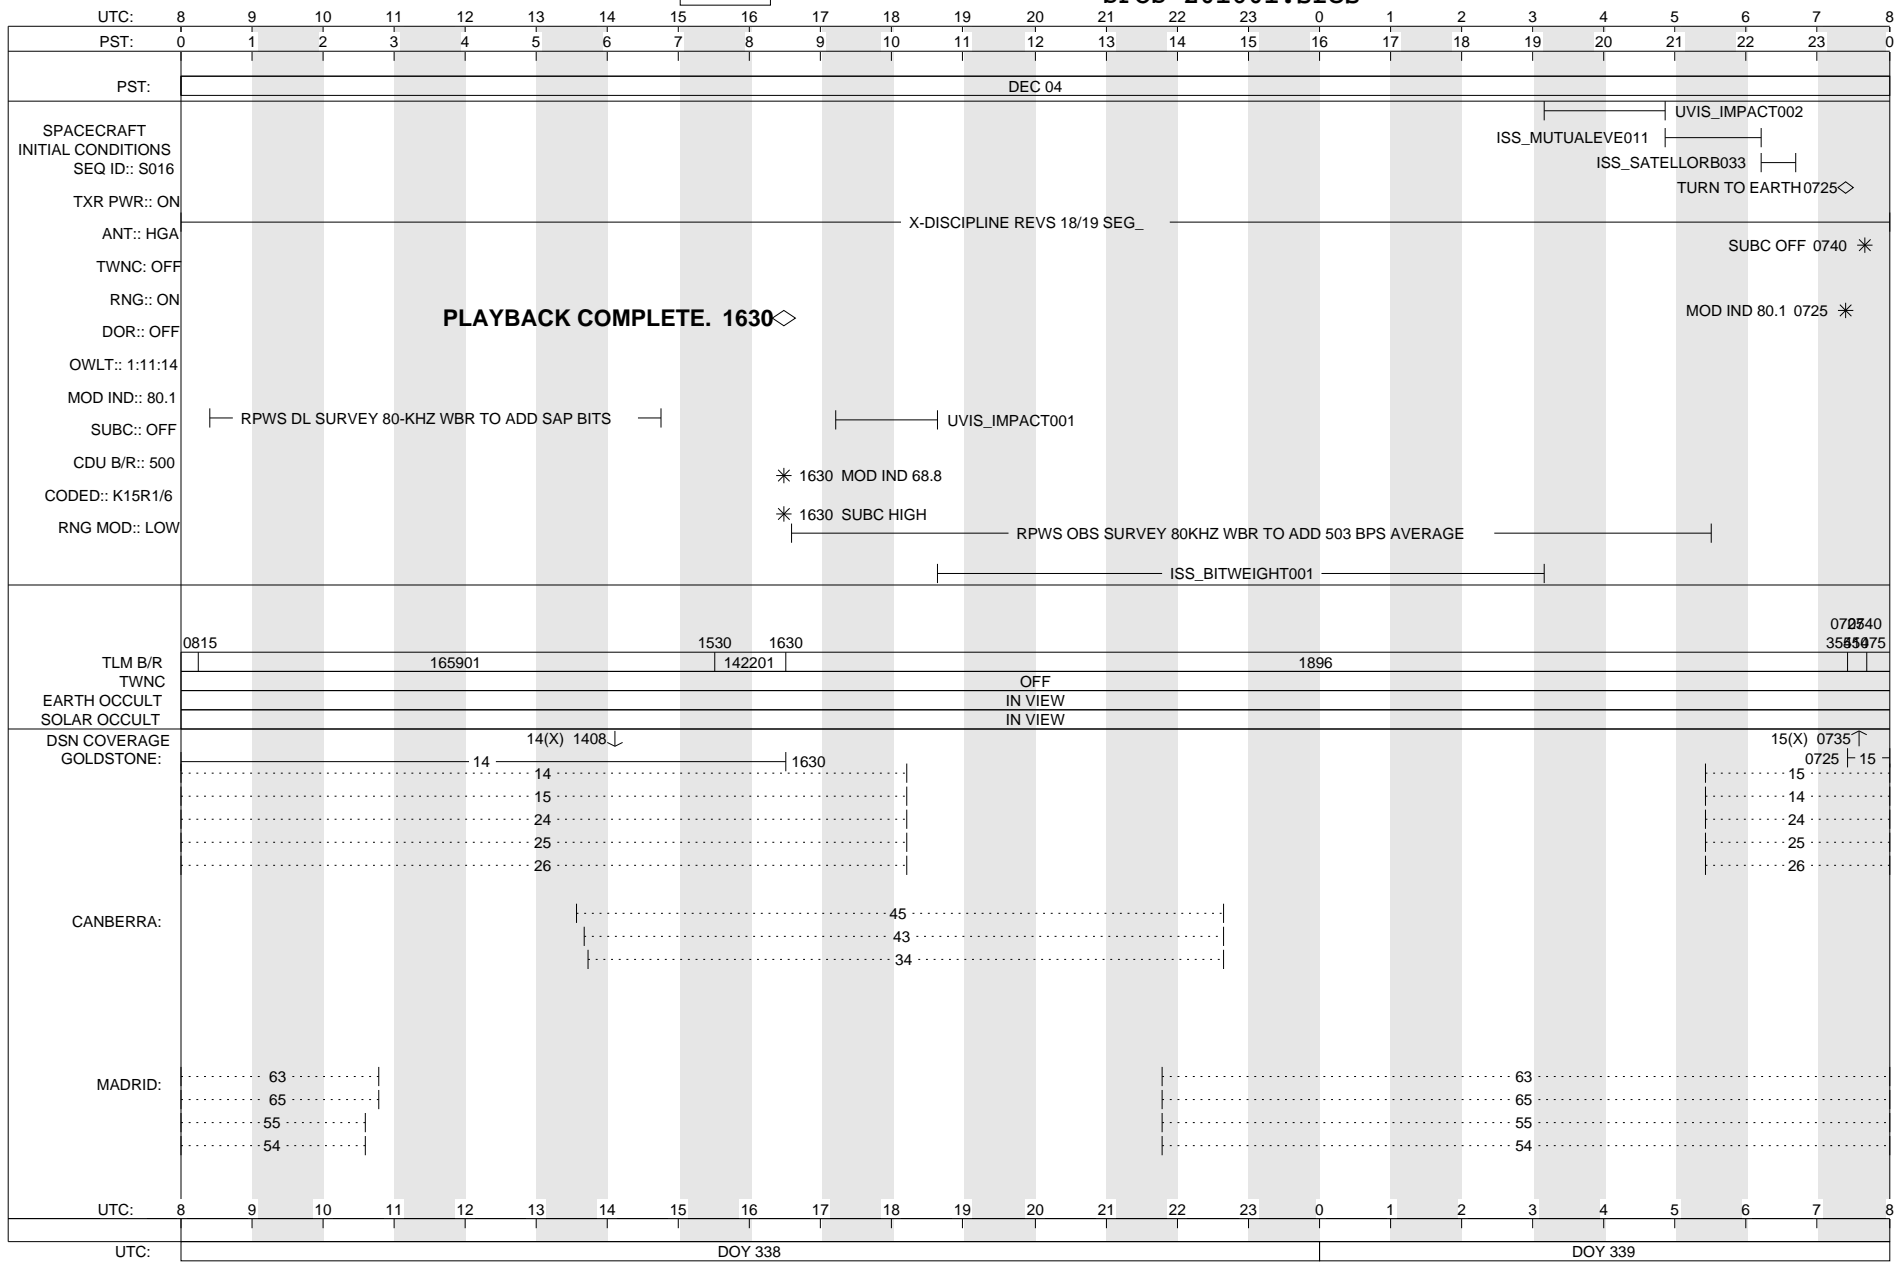 UTC: 8 9 10 11 12 13 14 15 16 17 18 19 20 21 22 23 0 1 2 3 4 5 6 7 8
PST: 0 1 2 3 4 5 6 7 8 9 10 11 12 13 14 15 16 17 18 19 20 21 22 23 0
PST: DEC 04
UVIS_IMPACT002
SPACECRAFT
INITIAL CONDITIONS
ISS_MUTUALEVE011
SEQ ID:: S016
ISS_SATELLORB033
TURN TO EARTH 0725
TXR PWR:: ON
X-DISCIPLINE REVS 18/19 SEG_
ANT:: HGA
SUBC OFF 0740
TWNC: OFF
RNG:: ON
MOD IND 80.1 0725
PLAYBACK COMPLETE. 1630
DOR:: OFF
OWLT:: 1:11:14
MOD IND:: 80.1
RPWS DL SURVEY 80-KHZ WBR TO ADD SAP BITS
UVIS_IMPACT001
SUBC:: OFF
CDU B/R:: 500
1630 MOD IND 68.8
CODED:: K15R1/6
1630 SUBC HIGH
RNG MOD:: LOW
RPWS OBS SURVEY 80KHZ WBR TO ADD 503 BPS AVERAGE
ISS_BITWEIGHT001
0815 1530 1630
TLM B/R 165901 142201 1896
TWNC OFF
EARTH OCCULT IN VIEW
SOLAR OCCULT IN VIEW
DSN COVERAGE 14(X) 1408 15(X) 0735
GOLDSTONE: 14 1630 0725 15
14 15
15 14
24 24
25 25
26 26
CANBERRA: 45
43
34
MADRID: 63 63
65 65
55 55
54 54
UTC: 8 9 10 11 12 13 14 15 16 17 18 19 20 21 22 23 0 1 2 3 4 5 6 7 8
UTC: DOY 338 DOY 339